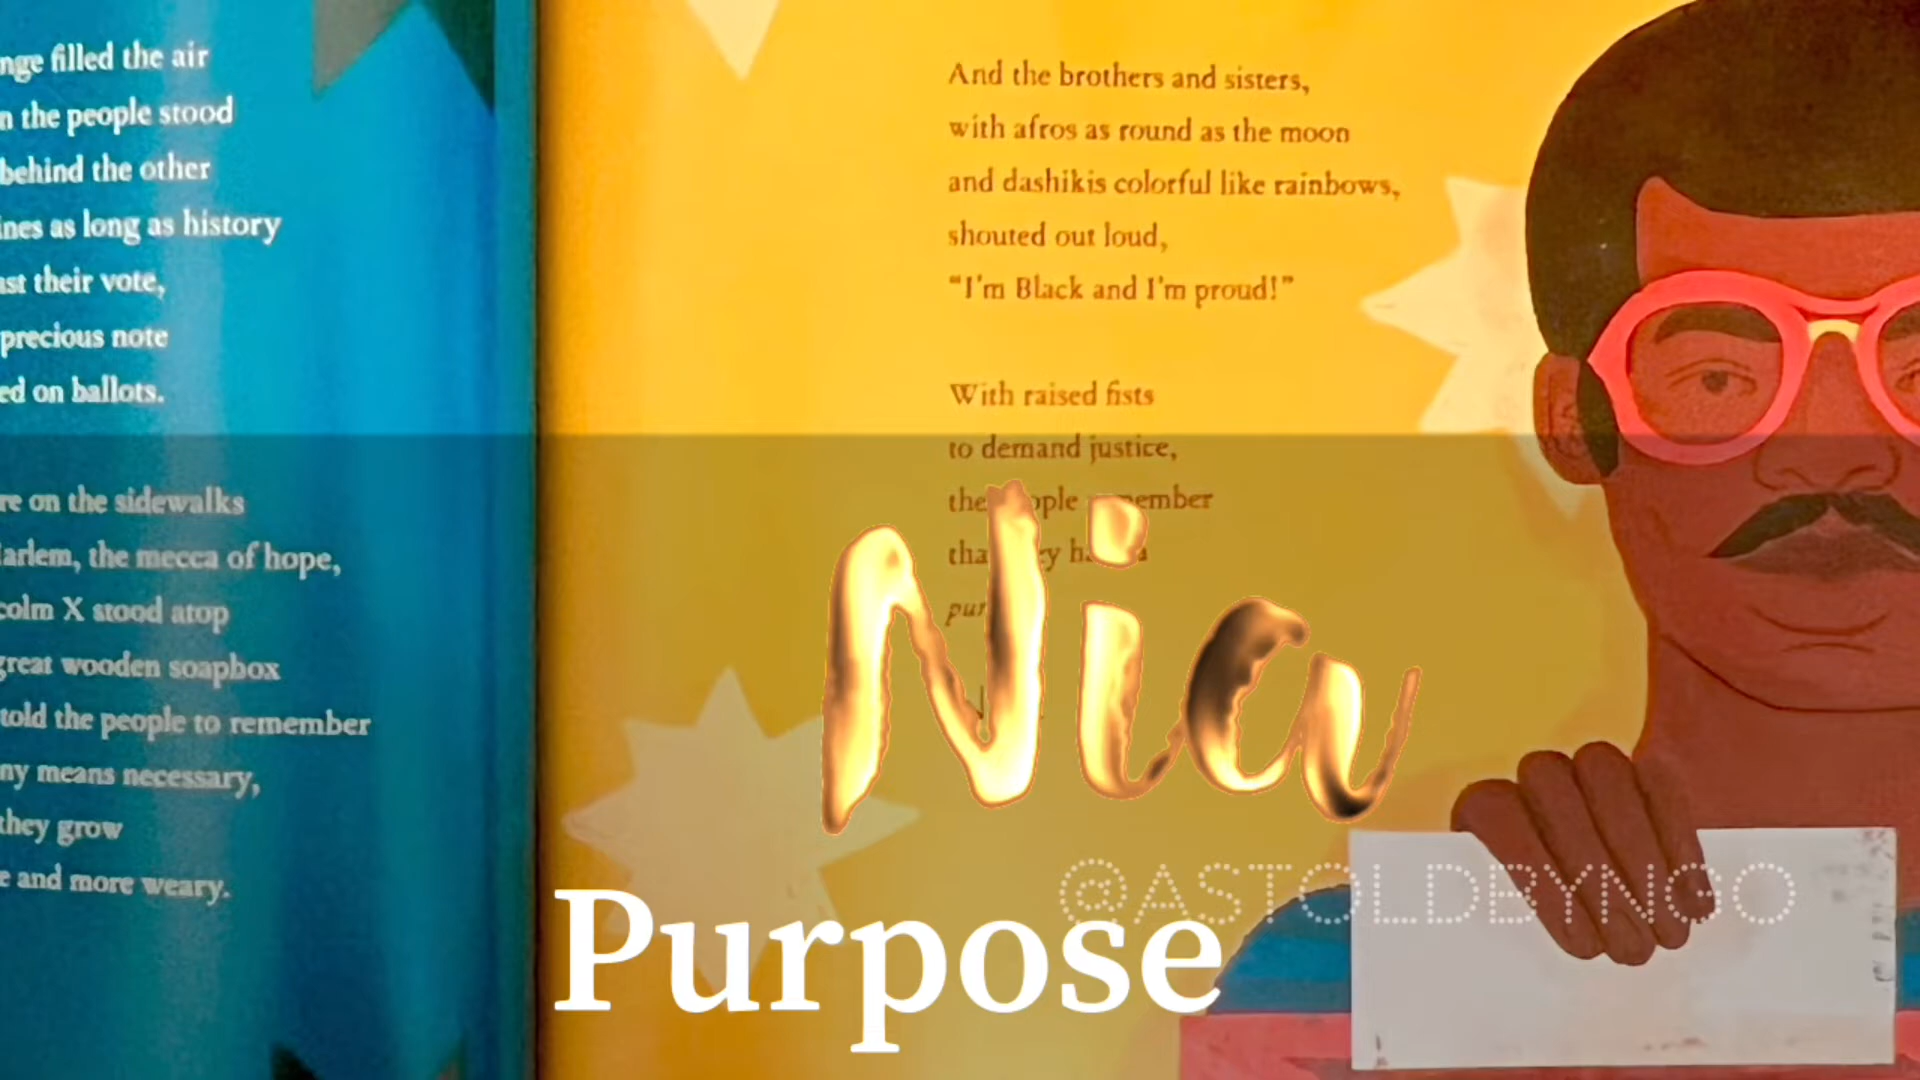 nge filled the air
n the people stood
behind the other
ines as long as history
ast their vote,
precious note
ed on ballots.
re on the sidewalks
arlem, the mecca of hope,
colm X stood atop
great wooden soapbox
told the people to remember
ny means necessary,
they grow
e and more weary.
And the brothers and sisters,
with afros as round as the moon
and dashikis colorful like rainbows,
shouted out loud,
“I'm Black and I'm proud!”
With raised fists
to demand justice,
Nia
@ASTOLDBYNGO
Purpose